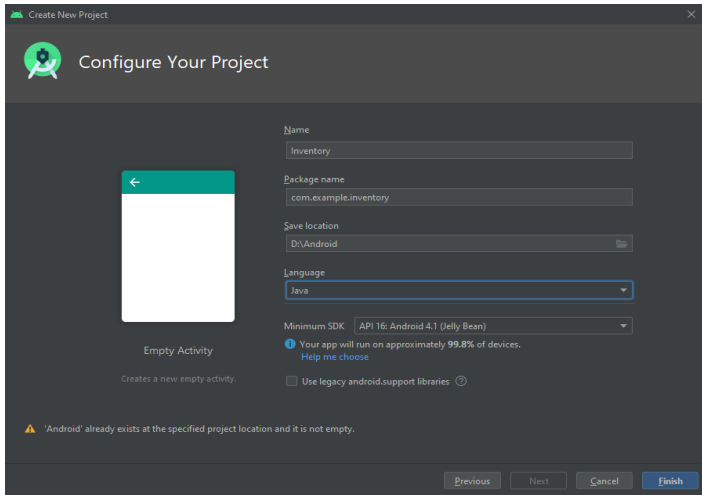 Create New Project
Configure Your Project
Name
Inventory
Package name
com.example.inventory
Save location
D:\Android
Language
Java
Minimum SDK API 16: Android 4.1 (Jelly Bean)
Your app will run on approximately 99.8% of devices.
Help me choose
Use legacy android.support libraries
Empty Activity
Creates a new empty activity.
'Android' already exists at the specified project location and it is not empty.
Previous Next Cancel Finish